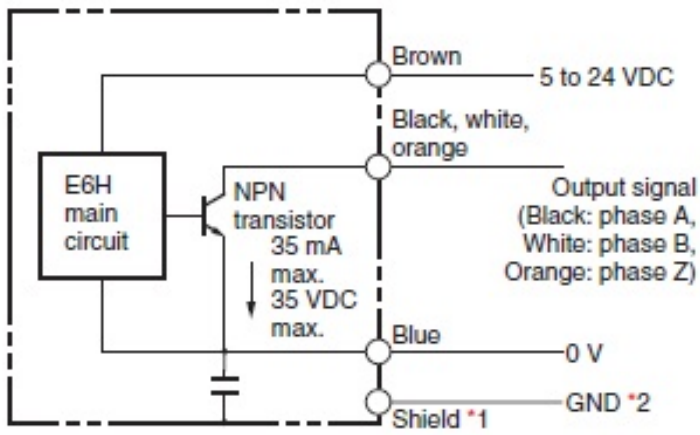 Brown
5 to 24 VDC
Black, white,
orange
E6H
main
circuit
NPN
transistor
35 mA
max.
35 VDC
max.
Output signal
(Black: phase A,
White: phase B,
Orange: phase Z)
Blue
0 V
GND *2
Shield *1